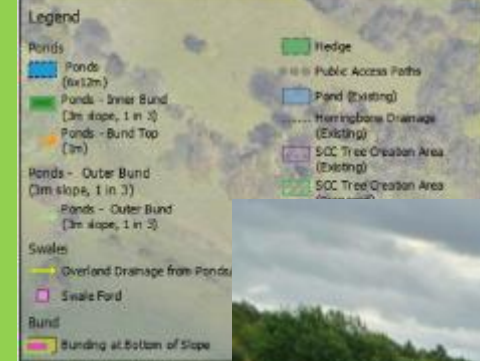 Legend
Ponds
Ponds
(6x12m)
Ponds - Inner Bund
(3m slope, 1 in 3)
Ponds - Bund Top
(1m)
Ponds - Outer Bund
(3m slope, 1 in 3)
Ponds - Outer Bund
(3m slope, 1 in 3)
Swales
Overland Drainage from Ponds
Swale Ford
Bund
Bunding at Bottom of Slope
Hedge
Public Access Paths
Pond (Existing)
Herringbone Drainage
(Existing)
SCC Tree Creation Area
(Existing)
SCC Tree Creation Area